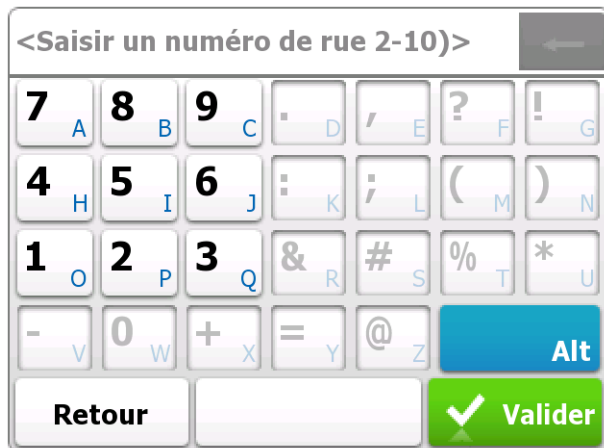 <Saisir un numéro de rue 2-10)>
7 A 8 B 9 C . D , E ? F ! G
4 H 5 I 6 J : K ; L ( M ) N
1 O 2 P 3 Q & R # S % T * U
- V 0 W + X = Y @ Z Alt
Retour Valider